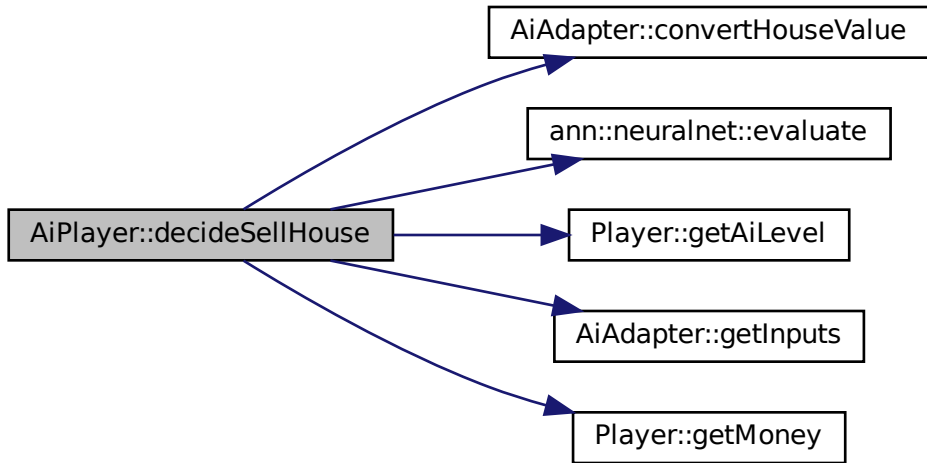 AiAdapter::convertHouseValue
ann::neuralnet::evaluate
AiPlayer::decideSellHouse
Player::getAiLevel
AiAdapter::getInputs
Player::getMoney